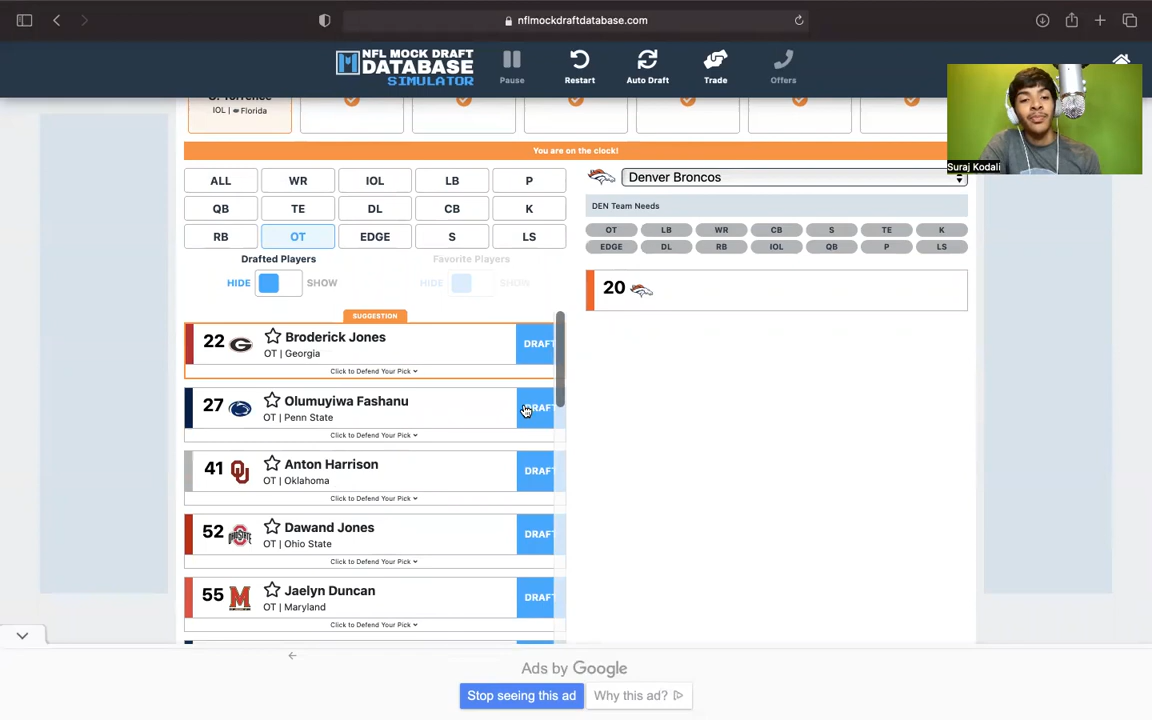 nflmockdraftdatabase.com
NFL MOCK DRAFT
DATABASE
SIMULATOR
Pause
Restart
Auto Draft
Trade
Offers
IOL | Florida
Suraj Kodali
You are on the clock!
ALL
WR
IOL
LB
P
QB
TE
DL
CB
K
RB
OT
EDGE
S
LS
Drafted Players
HIDE
SHOW
Favorite Players
HIDE
SHOW
Denver Broncos
DEN Team Needs
OT
LB
WR
CB
S
TE
K
EDGE
DL
RB
IOL
QB
P
LS
20
SUGGESTION
22
Broderick Jones
OT | Georgia
DRAFT
Click to Defend Your Pick
27
Olumuyiwa Fashanu
OT | Penn State
DRAFT
Click to Defend Your Pick
41
OU
Anton Harrison
OT | Oklahoma
DRAFT
Click to Defend Your Pick
52
Dawand Jones
OT | Ohio State
DRAFT
Click to Defend Your Pick
55
M
Jaelyn Duncan
OT | Maryland
DRAFT
Click to Defend Your Pick
Ads by Google
Stop seeing this ad
Why this ad?